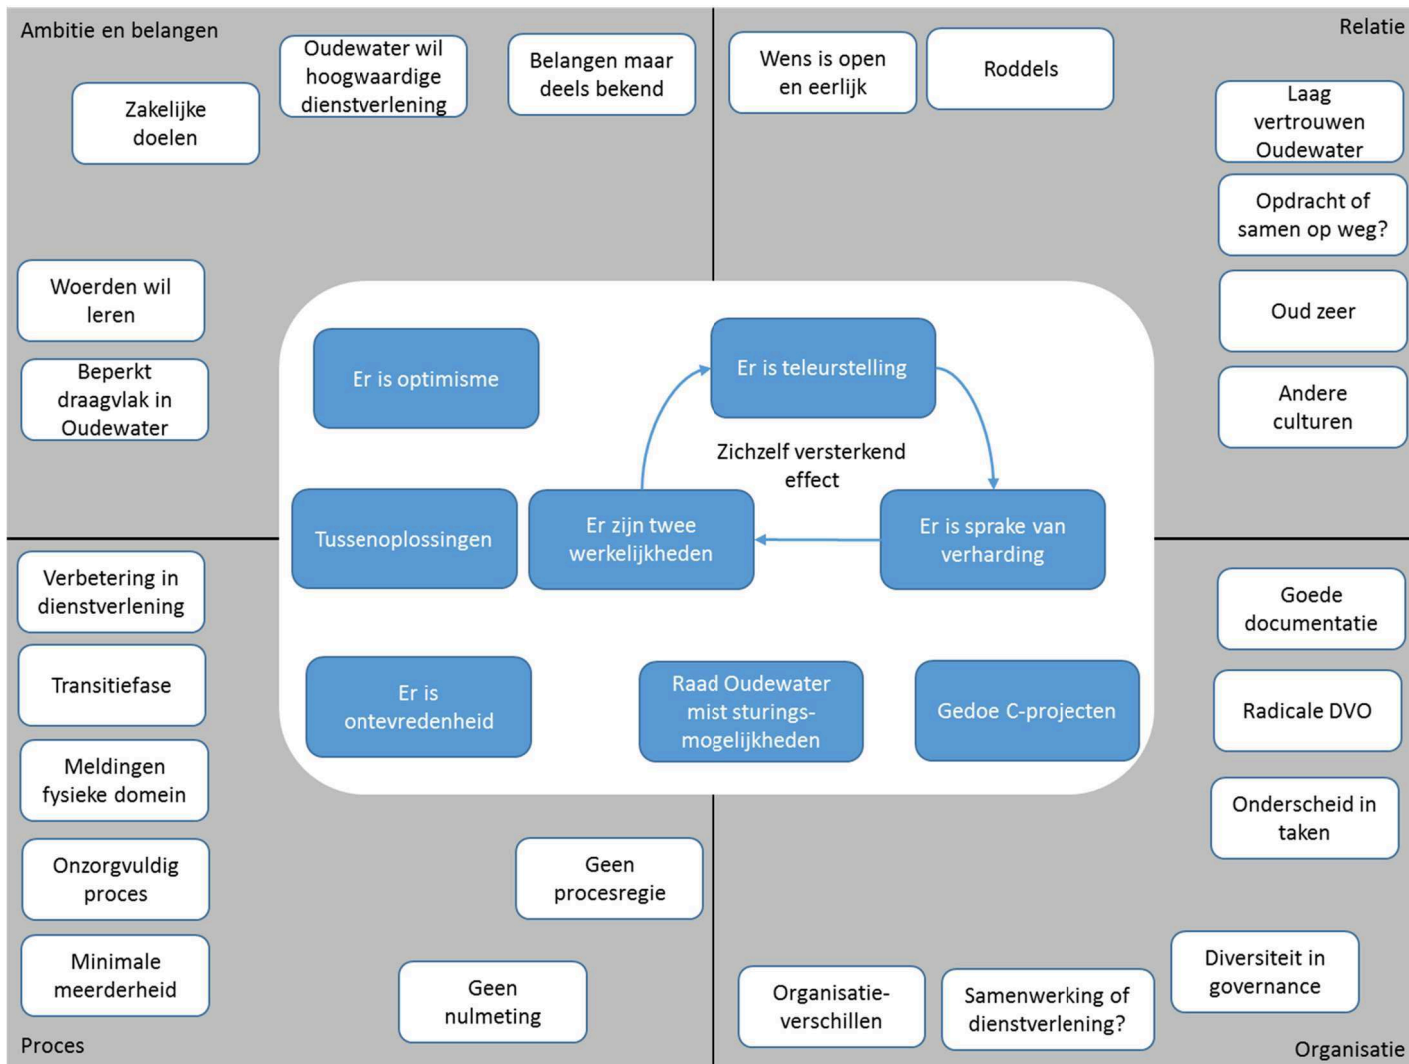 Ambitie en belangen
Zakelijke
doelen
Oudewater wil
hoogwaardige
dienstverlening
Belangen maar
deels bekend
Woerden wil
leren
Beperkt
draagvlak in
Oudewater
Relatie
Wens is open
en eerlijk
Roddels
Laag
vertrouwen
Oudewater
Opdracht of
samen op weg?
Oud zeer
Andere
culturen
Er is optimisme
Er is teleurstelling
Zichzelf versterkend
effect
Tussenoplossingen
Er zijn twee
werkelijkheden
Er is sprake van
verharding
Er is
ontevredenheid
Raad Oudewater
mist sturings-
mogelijkheden
Gedoe C-projecten
Verbetering in
dienstverlening
Transitiefase
Meldingen
fysieke domein
Onzorgvuldig
proces
Minimale
meerderheid
Geen
procesregie
Geen
nulmeting
Proces
Goede
documentatie
Radicale DVO
Onderscheid in
taken
Diversiteit in
governance
Organisatie-
verschillen
Samenwerking of
dienstverlening?
Organisatie